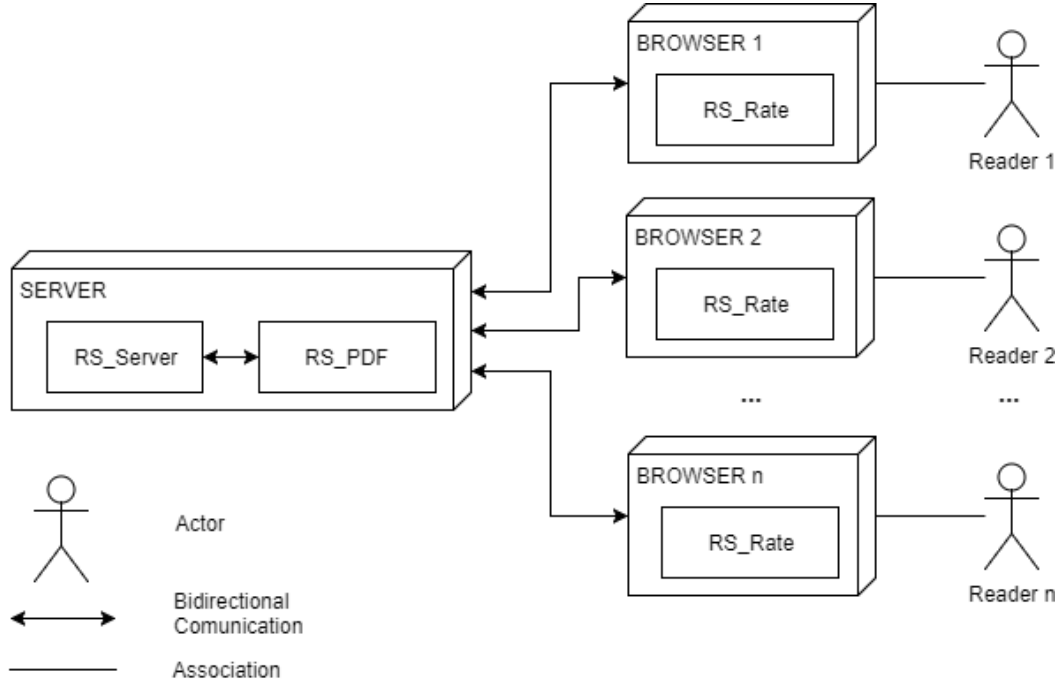 BROWSER 1
RS_Rate
Reader 1
BROWSER 2
RS_Rate
Reader 2
SERVER
RS_Server
RS_PDF
...
...
BROWSER n
RS_Rate
Reader n
Actor
Bidirectional
Comunication
Association